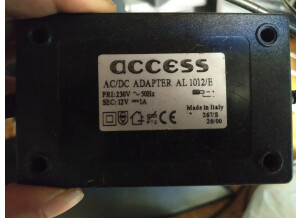 access
AC/DC ADAPTER AL 1012/E
PRI: 230V ~ 50Hz
SEC: 12V ⎓ 1A
Made in Italy
26/00